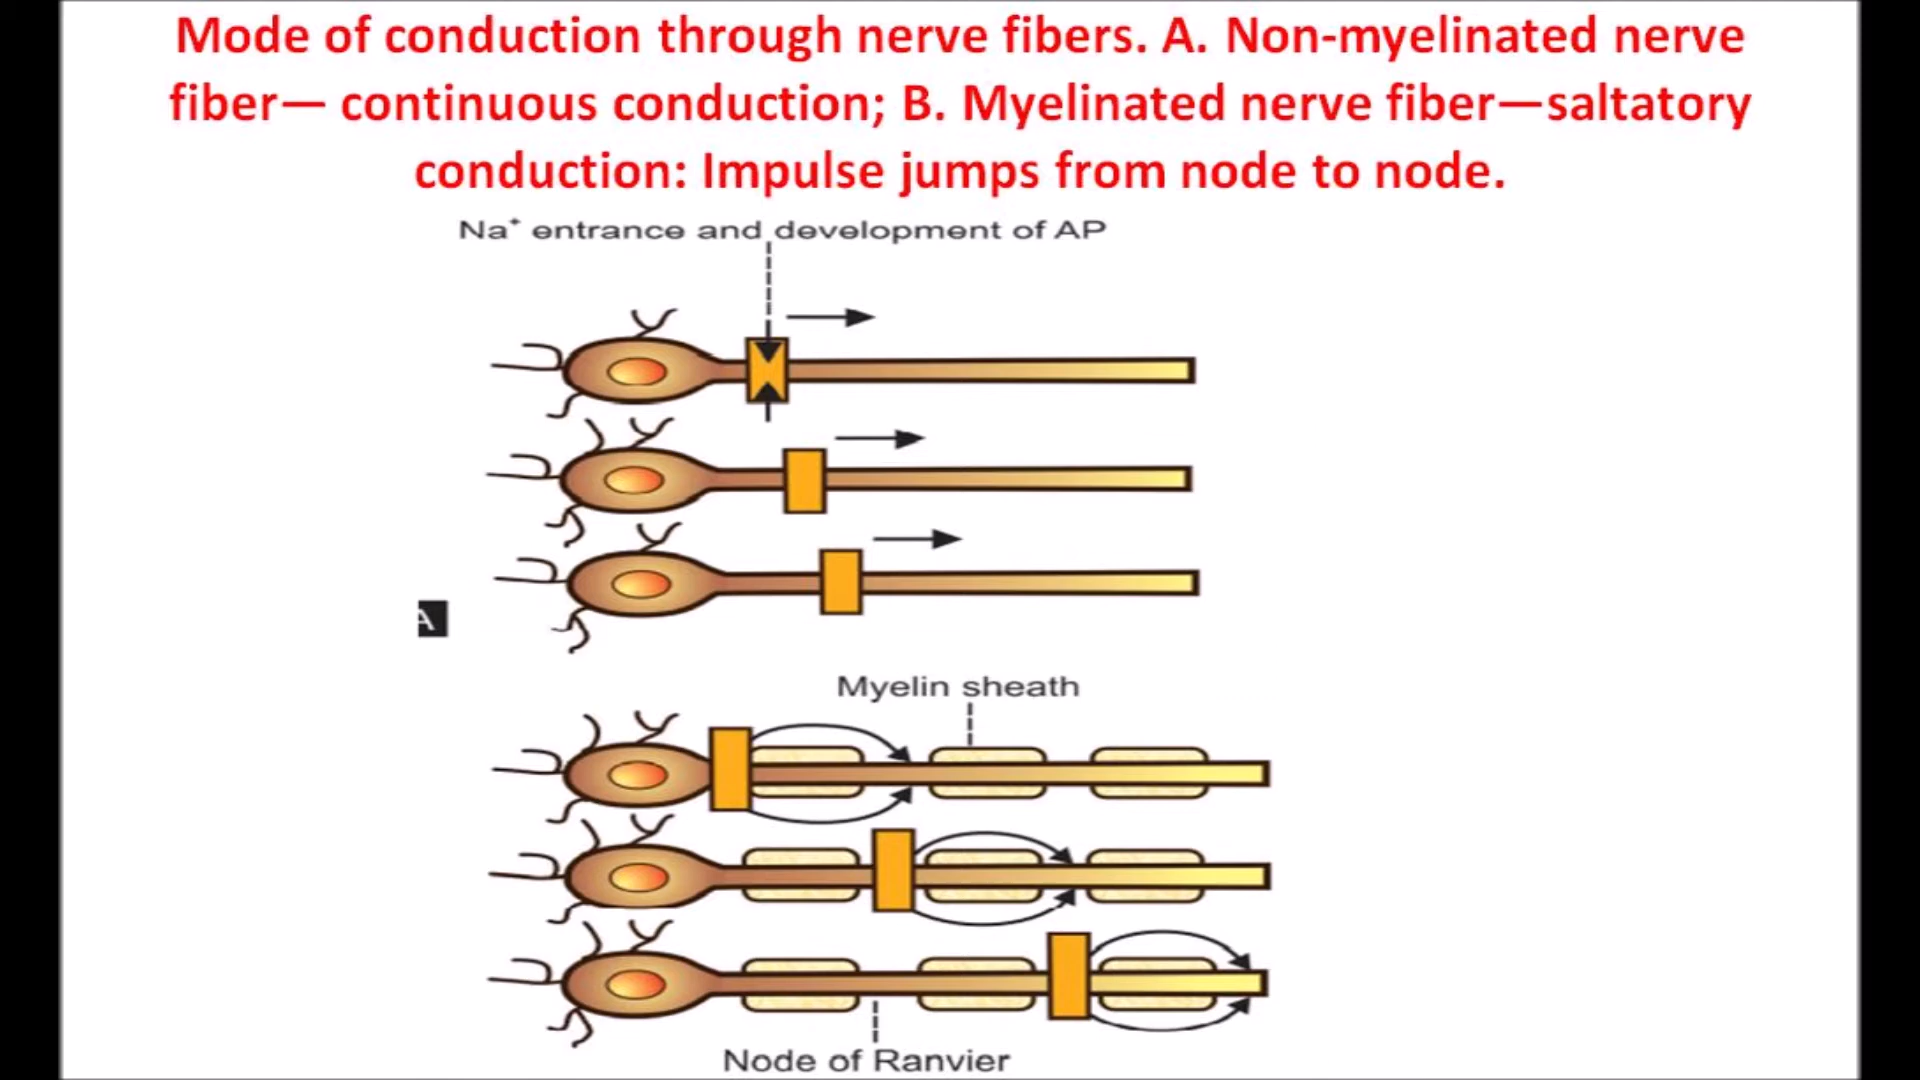 Mode of conduction through nerve fibers. A. Non-myelinated nerve
fiber— continuous conduction; B. Myelinated nerve fiber—saltatory
conduction: Impulse jumps from node to node.
Na⁺ entrance and development of AP
A
Myelin sheath
Node of Ranvier